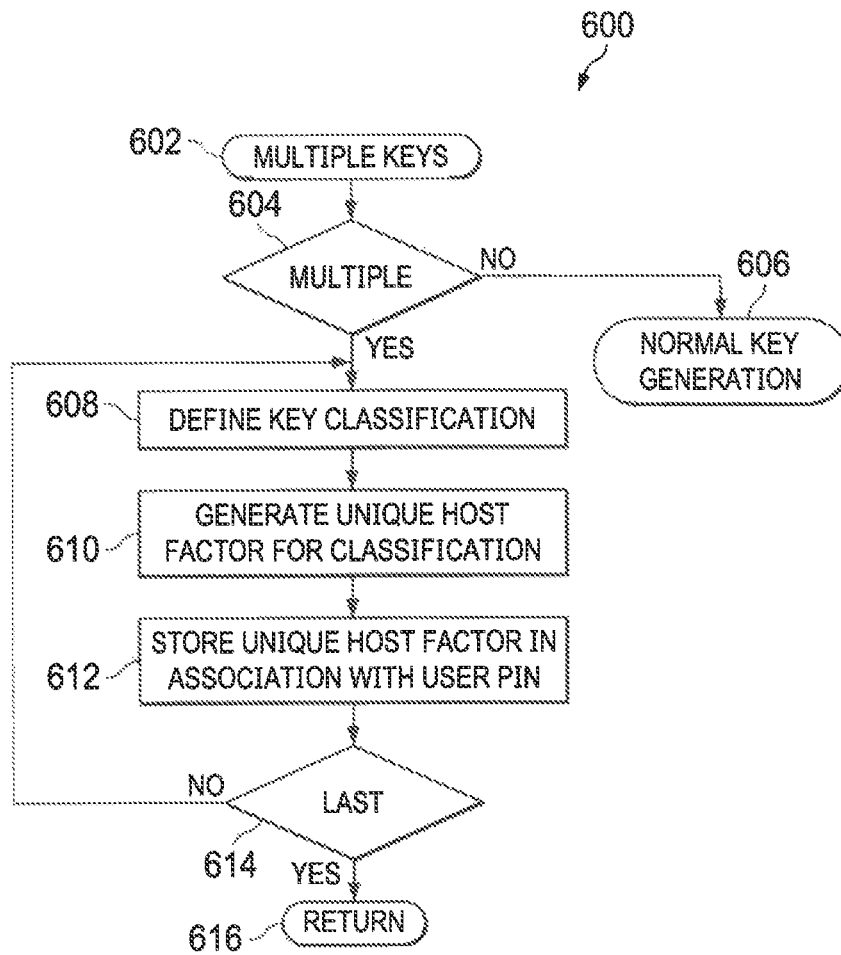 600
602
MULTIPLE KEYS
604
MULTIPLE
NO
606
NORMAL KEY
GENERATION
YES
608
DEFINE KEY CLASSIFICATION
610
GENERATE UNIQUE HOST
FACTOR FOR CLASSIFICATION
612
STORE UNIQUE HOST FACTOR IN
ASSOCIATION WITH USER PIN
NO
LAST
614
YES
616
RETURN